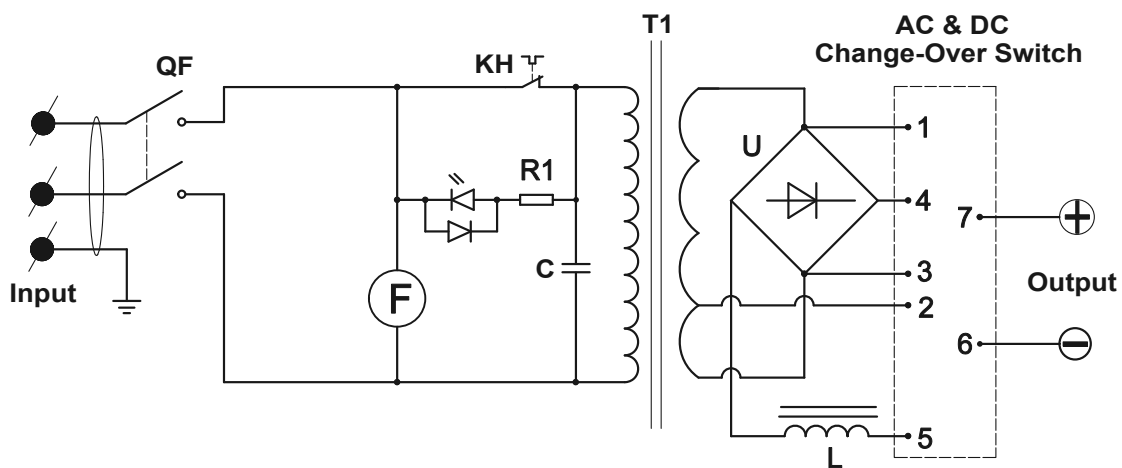 T1
AC & DC
Change-Over Switch
QF
KH
U
R1
C
F
L
1
4
7
3
2
6
5
Input
Output
+
−